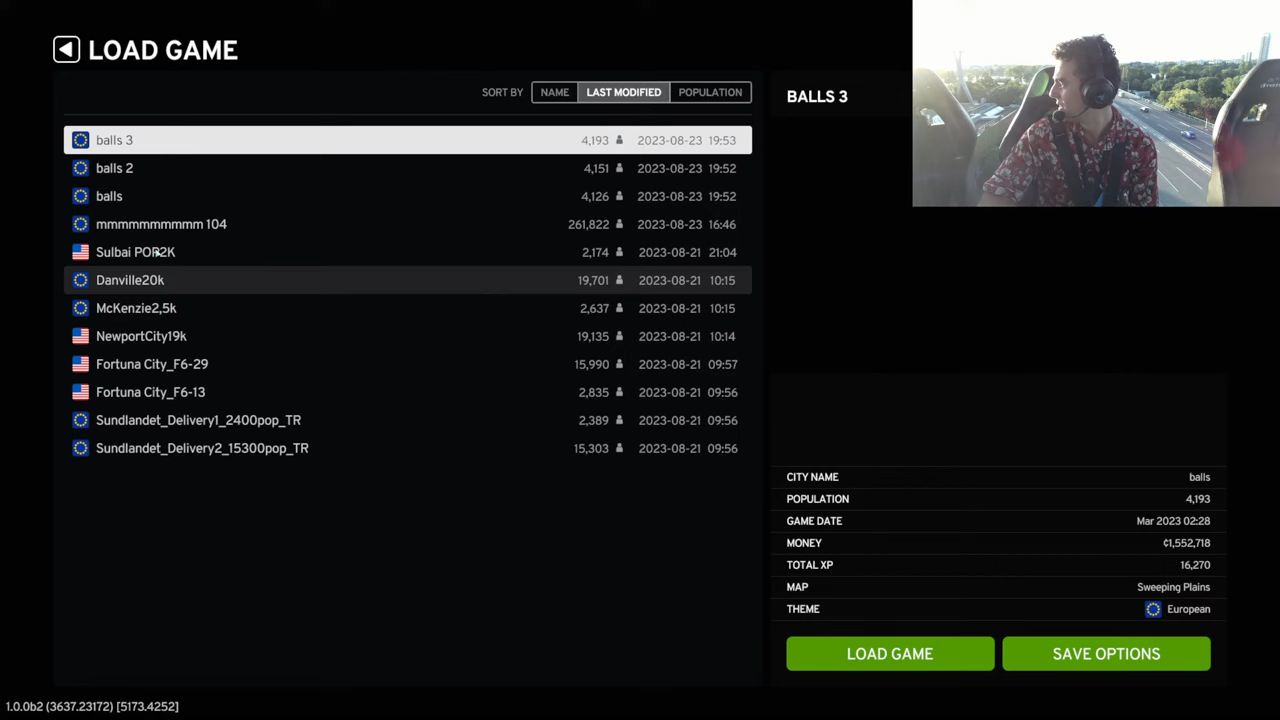 LOAD GAME
SORT BY NAME LAST MODIFIED POPULATION
balls 3 4,193 2023-08-23 19:53
balls 2 4,151 2023-08-23 19:52
balls 4,126 2023-08-23 19:52
mmmmmmmmmm 104 261,822 2023-08-23 16:46
Sulbai POP2K 2,174 2023-08-21 21:04
Danville20k 19,701 2023-08-21 10:15
McKenzie2,5k 2,637 2023-08-21 10:15
NewportCity19k 19,135 2023-08-21 10:14
Fortuna City_F6-29 15,990 2023-08-21 09:57
Fortuna City_F6-13 2,835 2023-08-21 09:56
Sundlandet_Delivery1_2400pop_TR 2,389 2023-08-21 09:56
Sundlandet_Delivery2_15300pop_TR 15,303 2023-08-21 09:56
BALLS 3
CITY NAME balls
POPULATION 4,193
GAME DATE Mar 2023 02:28
MONEY ¢1,552,718
TOTAL XP 16,270
MAP Sweeping Plains
THEME European
LOAD GAME SAVE OPTIONS
1.0.0b2 (3637.23172) [5173.4252]